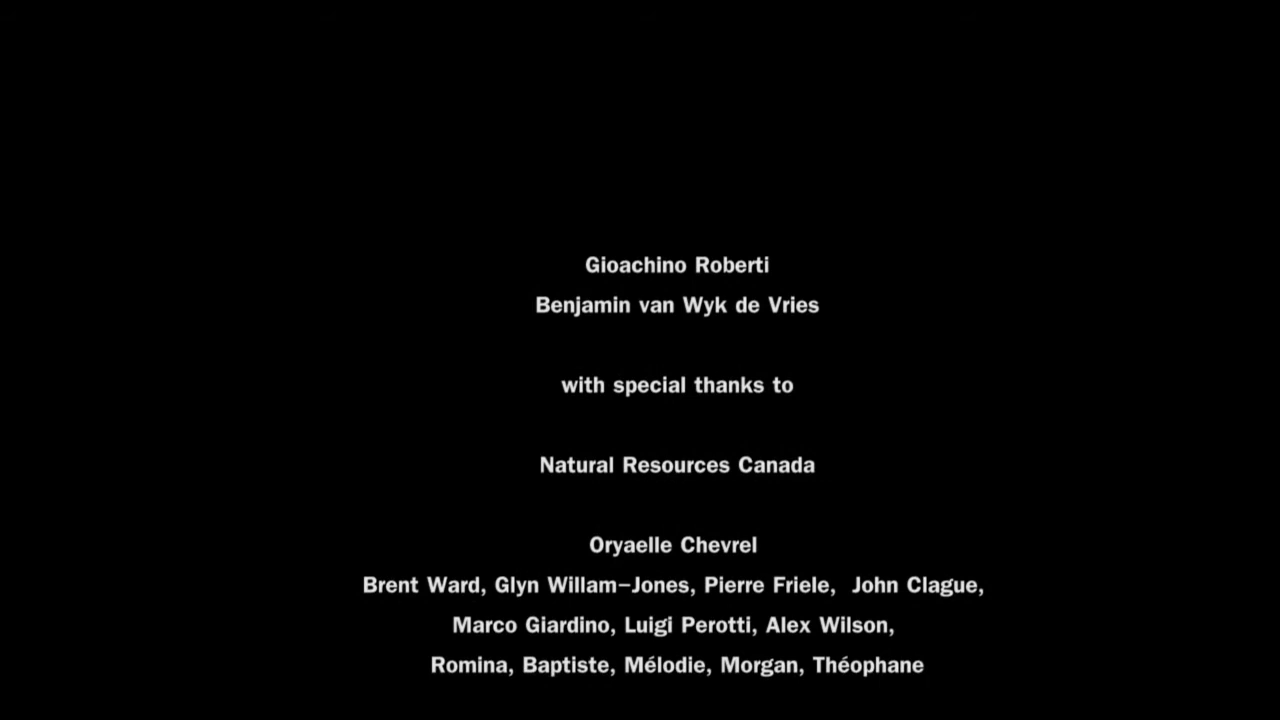 Gioachino Roberti
Benjamin van Wyk de Vries
with special thanks to
Natural Resources Canada
Oryaelle Chevrel
Brent Ward, Glyn Willam–Jones, Pierre Friele, John Clague,
Marco Giardino, Luigi Perotti, Alex Wilson,
Romina, Baptiste, Mélodie, Morgan, Théophane